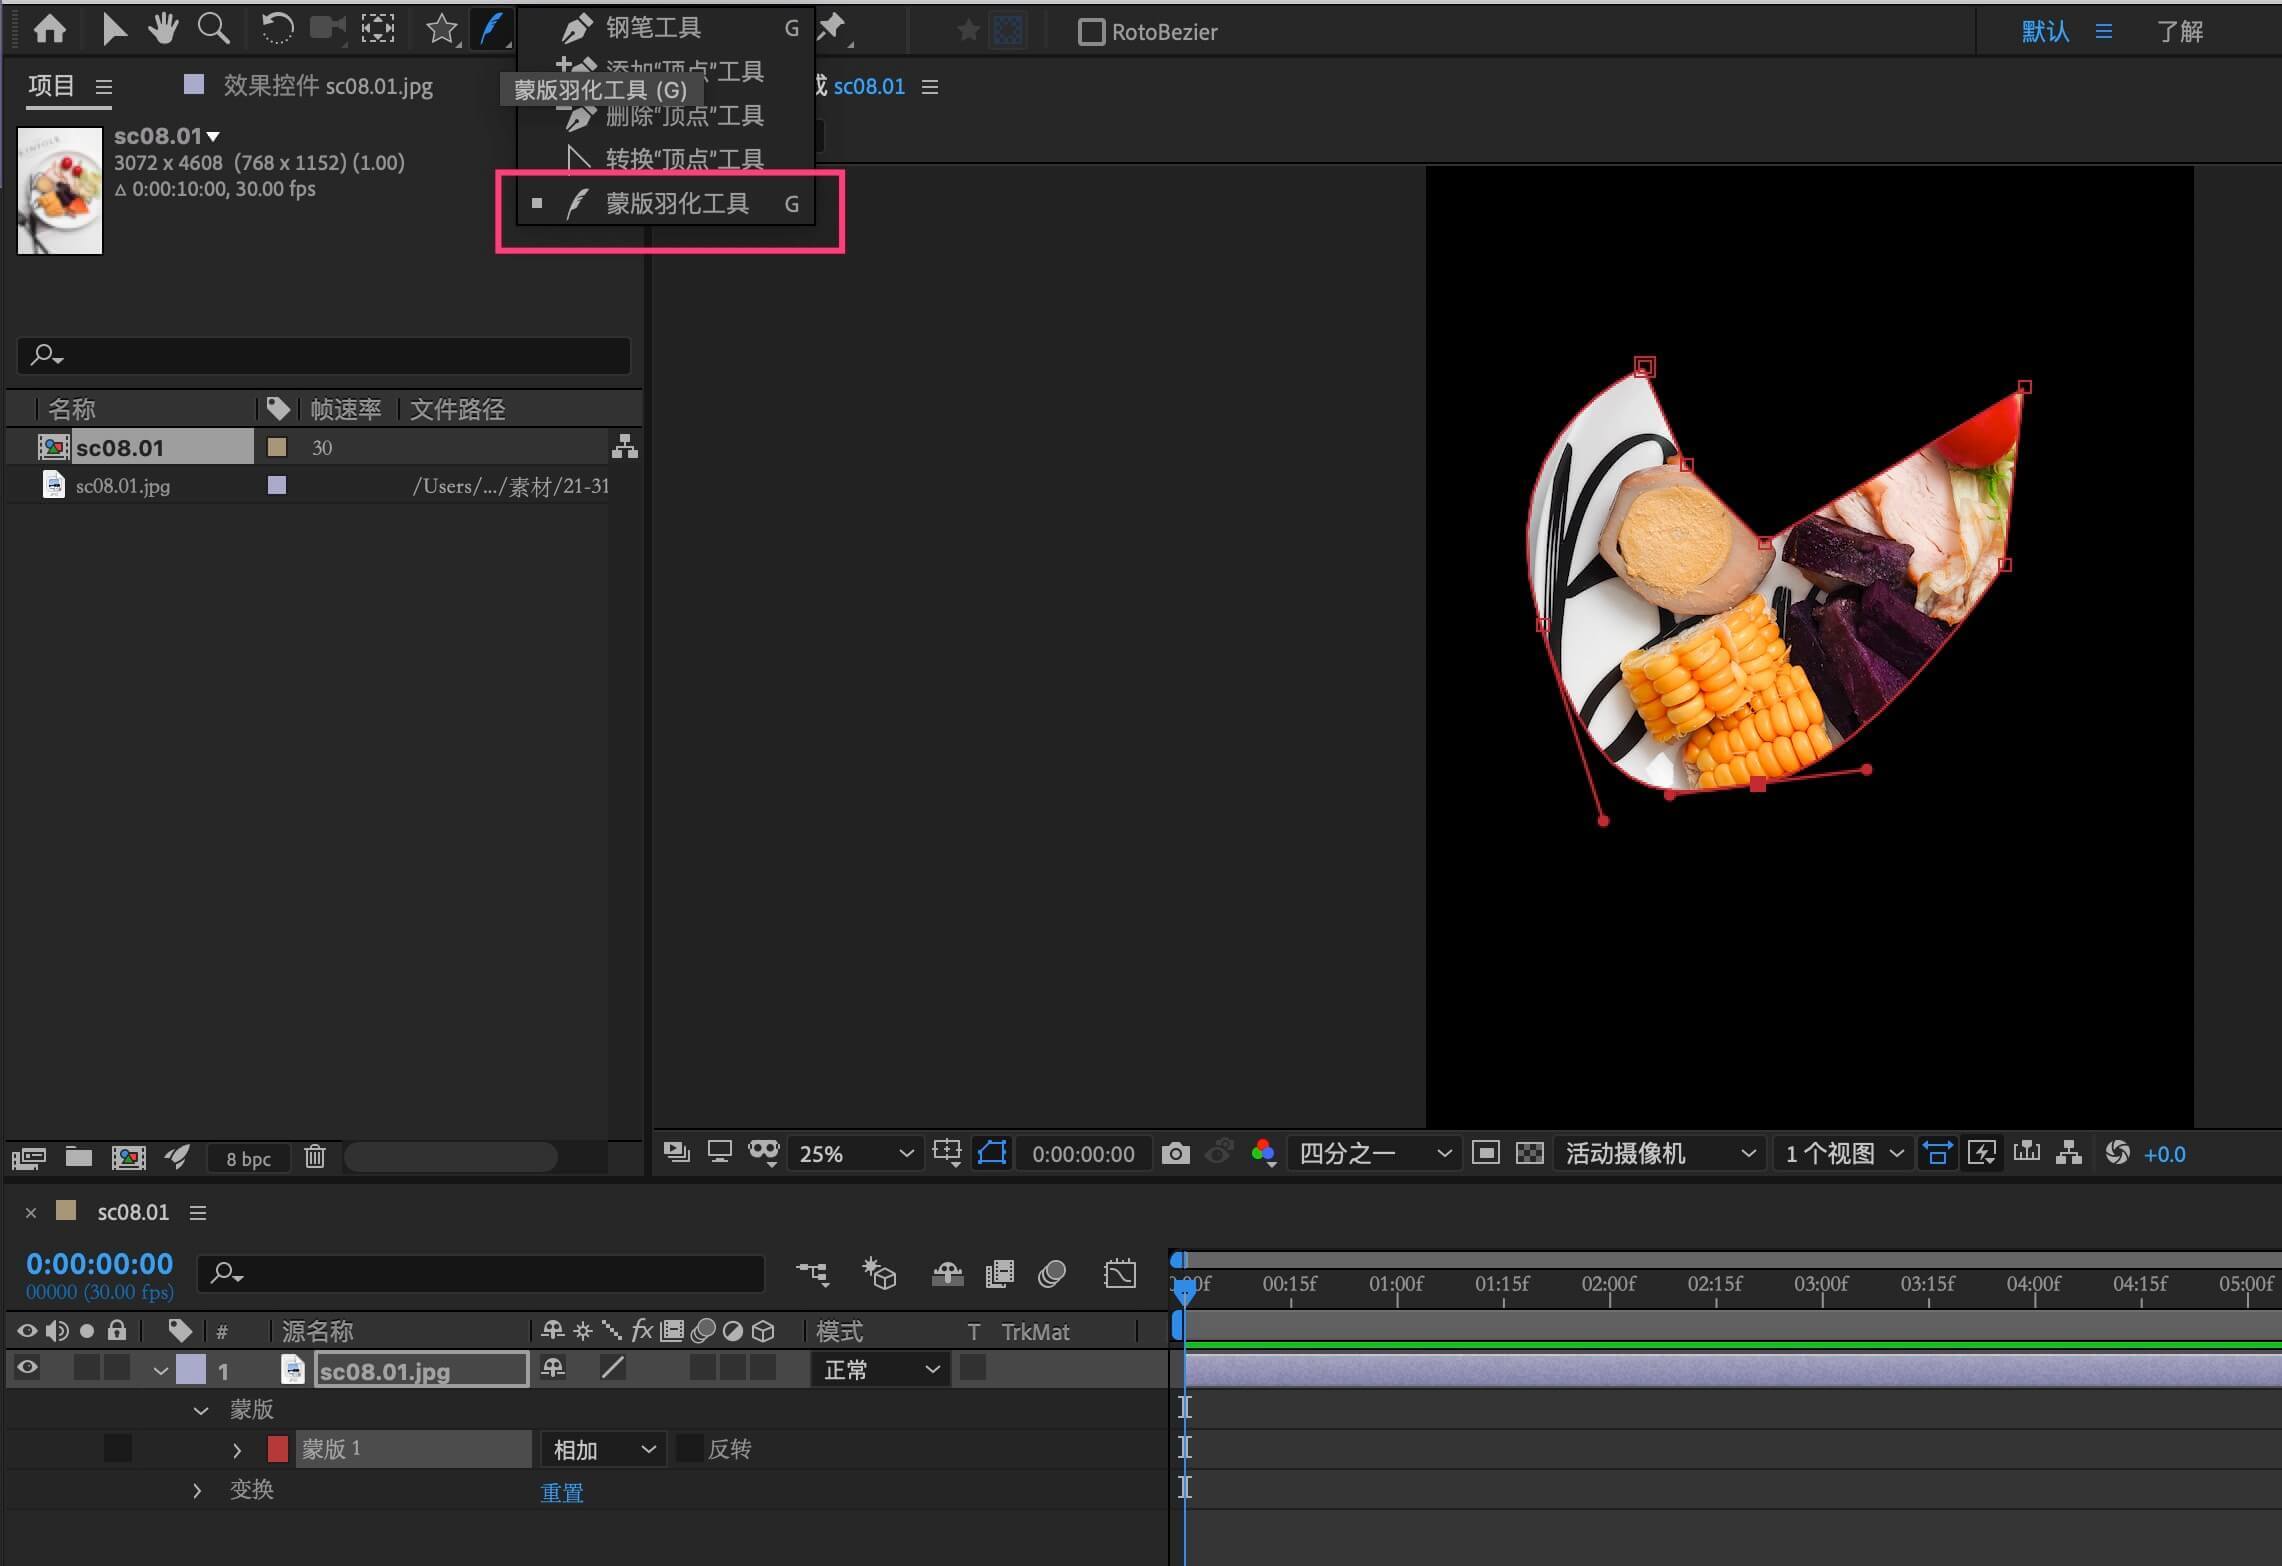 钢笔工具 G
RotoBezier
默认
了解
添加“顶点”工具
项目
效果控件 sc08.01.jpg
蒙版羽化工具 (G)
sc08.01
删除“顶点”工具
转换“顶点”工具
蒙版羽化工具 G
sc08.01
3072 x 4608 (768 x 1152) (1.00)
△ 0:00:10:00, 30.00 fps
名称 帧速率 文件路径
sc08.01 30
sc08.01.jpg /Users/.../素材/21-31
8 bpc
25%
0:00:00:00
四分之一
活动摄像机
1 个视图
+0.0
× sc08.01
0:00:00:00
00000 (30.00 fps)
00:15f 01:00f 01:15f 02:00f 02:15f 03:00f 03:15f 04:00f 04:15f 05:00f
# 源名称 fx 模式 T TrkMat
1 sc08.01.jpg 正常
蒙版
蒙版 1 相加 反转
变换 重置